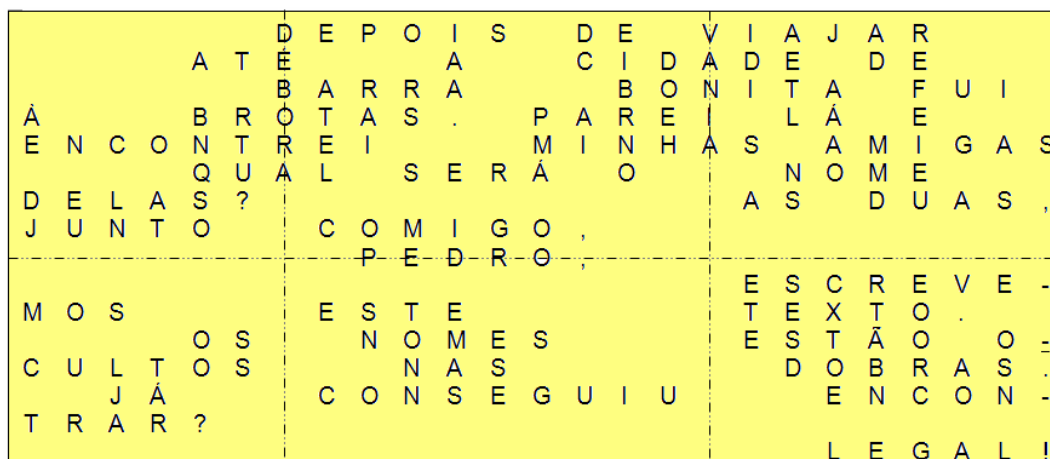 DEPOIS DE VIAJAR
ATÉ A CIDADE DE
BARRA BONITA FUI
À BROTAS. PAREI LÁ E
ENCONTREI MINHAS AMIGAS
QUAL SERÁ O NOME
DELAS? AS DUAS,
JUNTO COMIGO,
PEDRO,
ESCREVE-
MOS ESTE TEXTO.
OS NOMES ESTÃO O-
CULTOS NAS DOBRAS.
JÁ CONSEGUIU ENCON-
TRAR?
LEGAL!